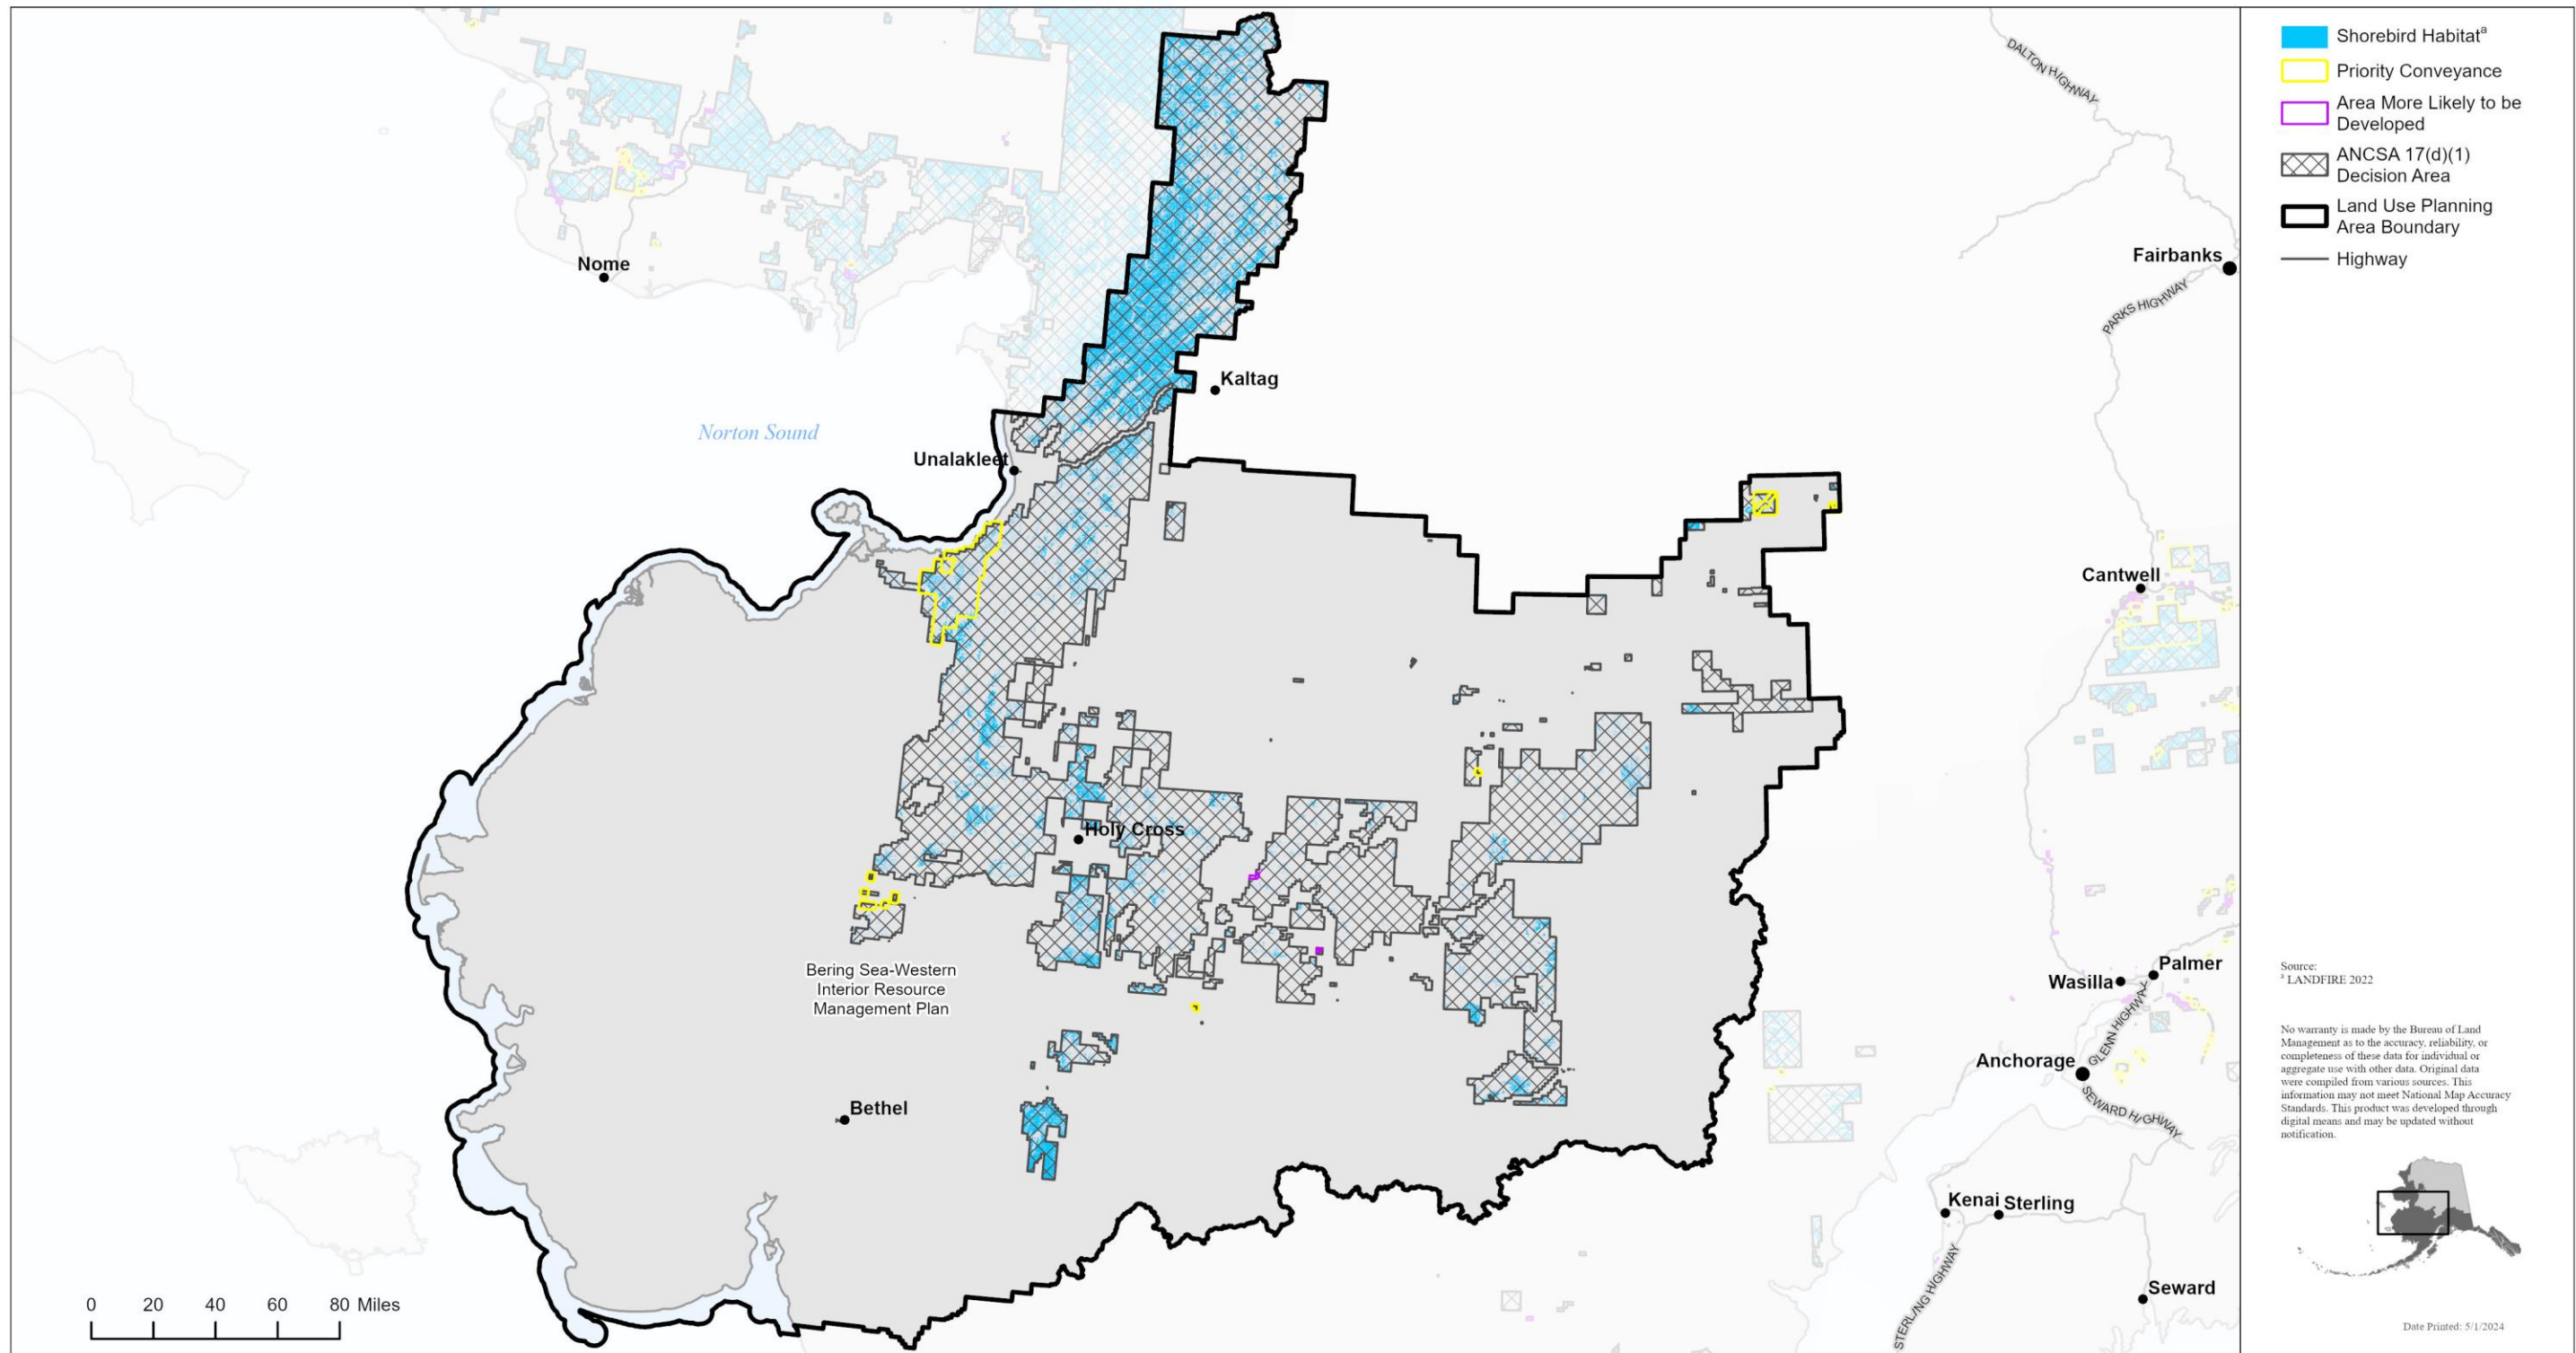 Shorebird Habitatᵃ
Priority Conveyance
Area More Likely to be
Developed
ANCSA 17(d)(1)
Decision Area
Land Use Planning
Area Boundary
Highway
DALTON HIGHWAY
Fairbanks
PARKS HIGHWAY
Nome
Kaltag
Norton Sound
Unalakleet
Cantwell
Holy Cross
Bering Sea-Western
Interior Resource
Management Plan
Palmer
Wasilla
GLENN HIGHWAY
Anchorage
SEWARD HIGHWAY
Bethel
Kenai
Sterling
STERLING HIGHWAY
Seward
0 20 40 60 80 Miles
Source:
ᵃ LANDFIRE 2022
No warranty is made by the Bureau of Land
Management as to the accuracy, reliability, or
completeness of these data for individual or
aggregate use with other data. Original data
were compiled from various sources. This
information may not meet National Map Accuracy
Standards. This product was developed through
digital means and may be updated without
notification.
Date Printed: 5/1/2024